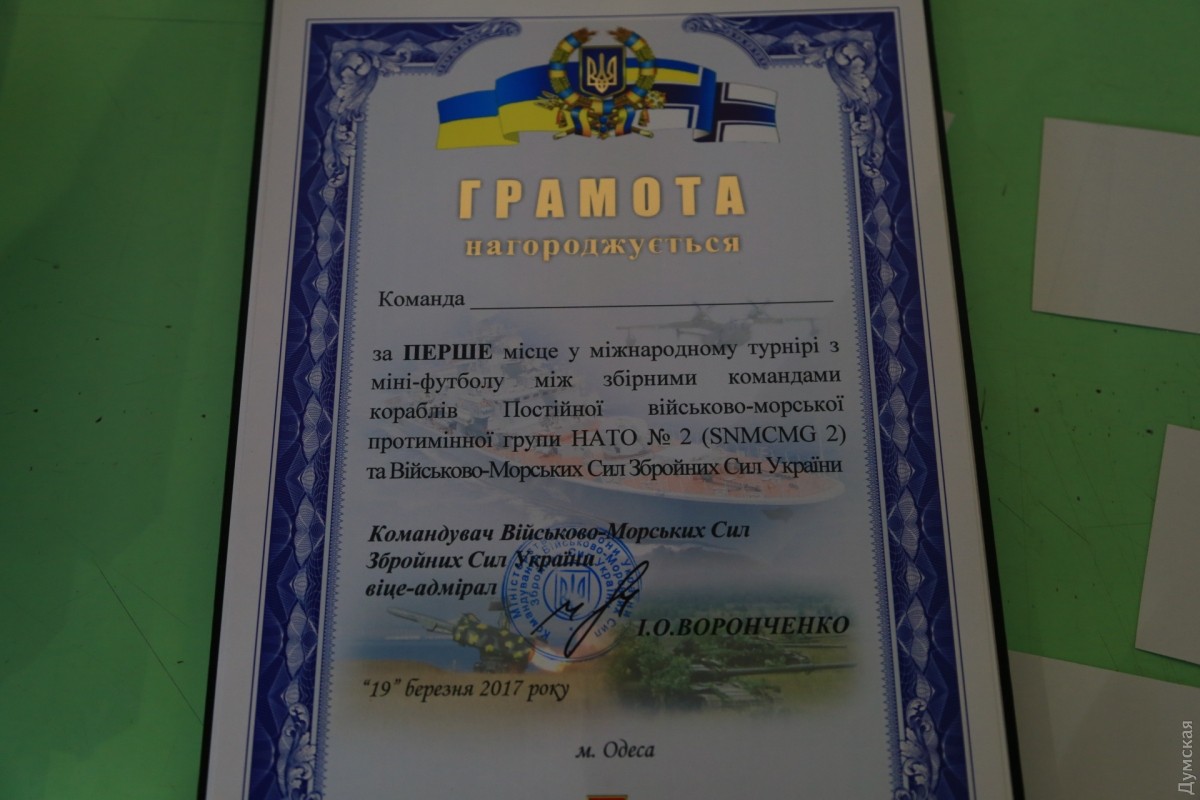 ГРАМОТА
нагороджується
Команда
за ПЕРШЕ місце у міжнародному турнірі з
міні-футболу між збірними командами
кораблів Постійної військово-морської
протимінної групи НАТО № 2 (SNMCMG 2)
та Військово-Морських Сил Збройних Сил України
Командувач Військово-Морських Сил
Збройних Сил України
віце-адмірал
І.О.ВОРОНЧЕНКО
“19” березня 2017 року
м. Одеса
Думская